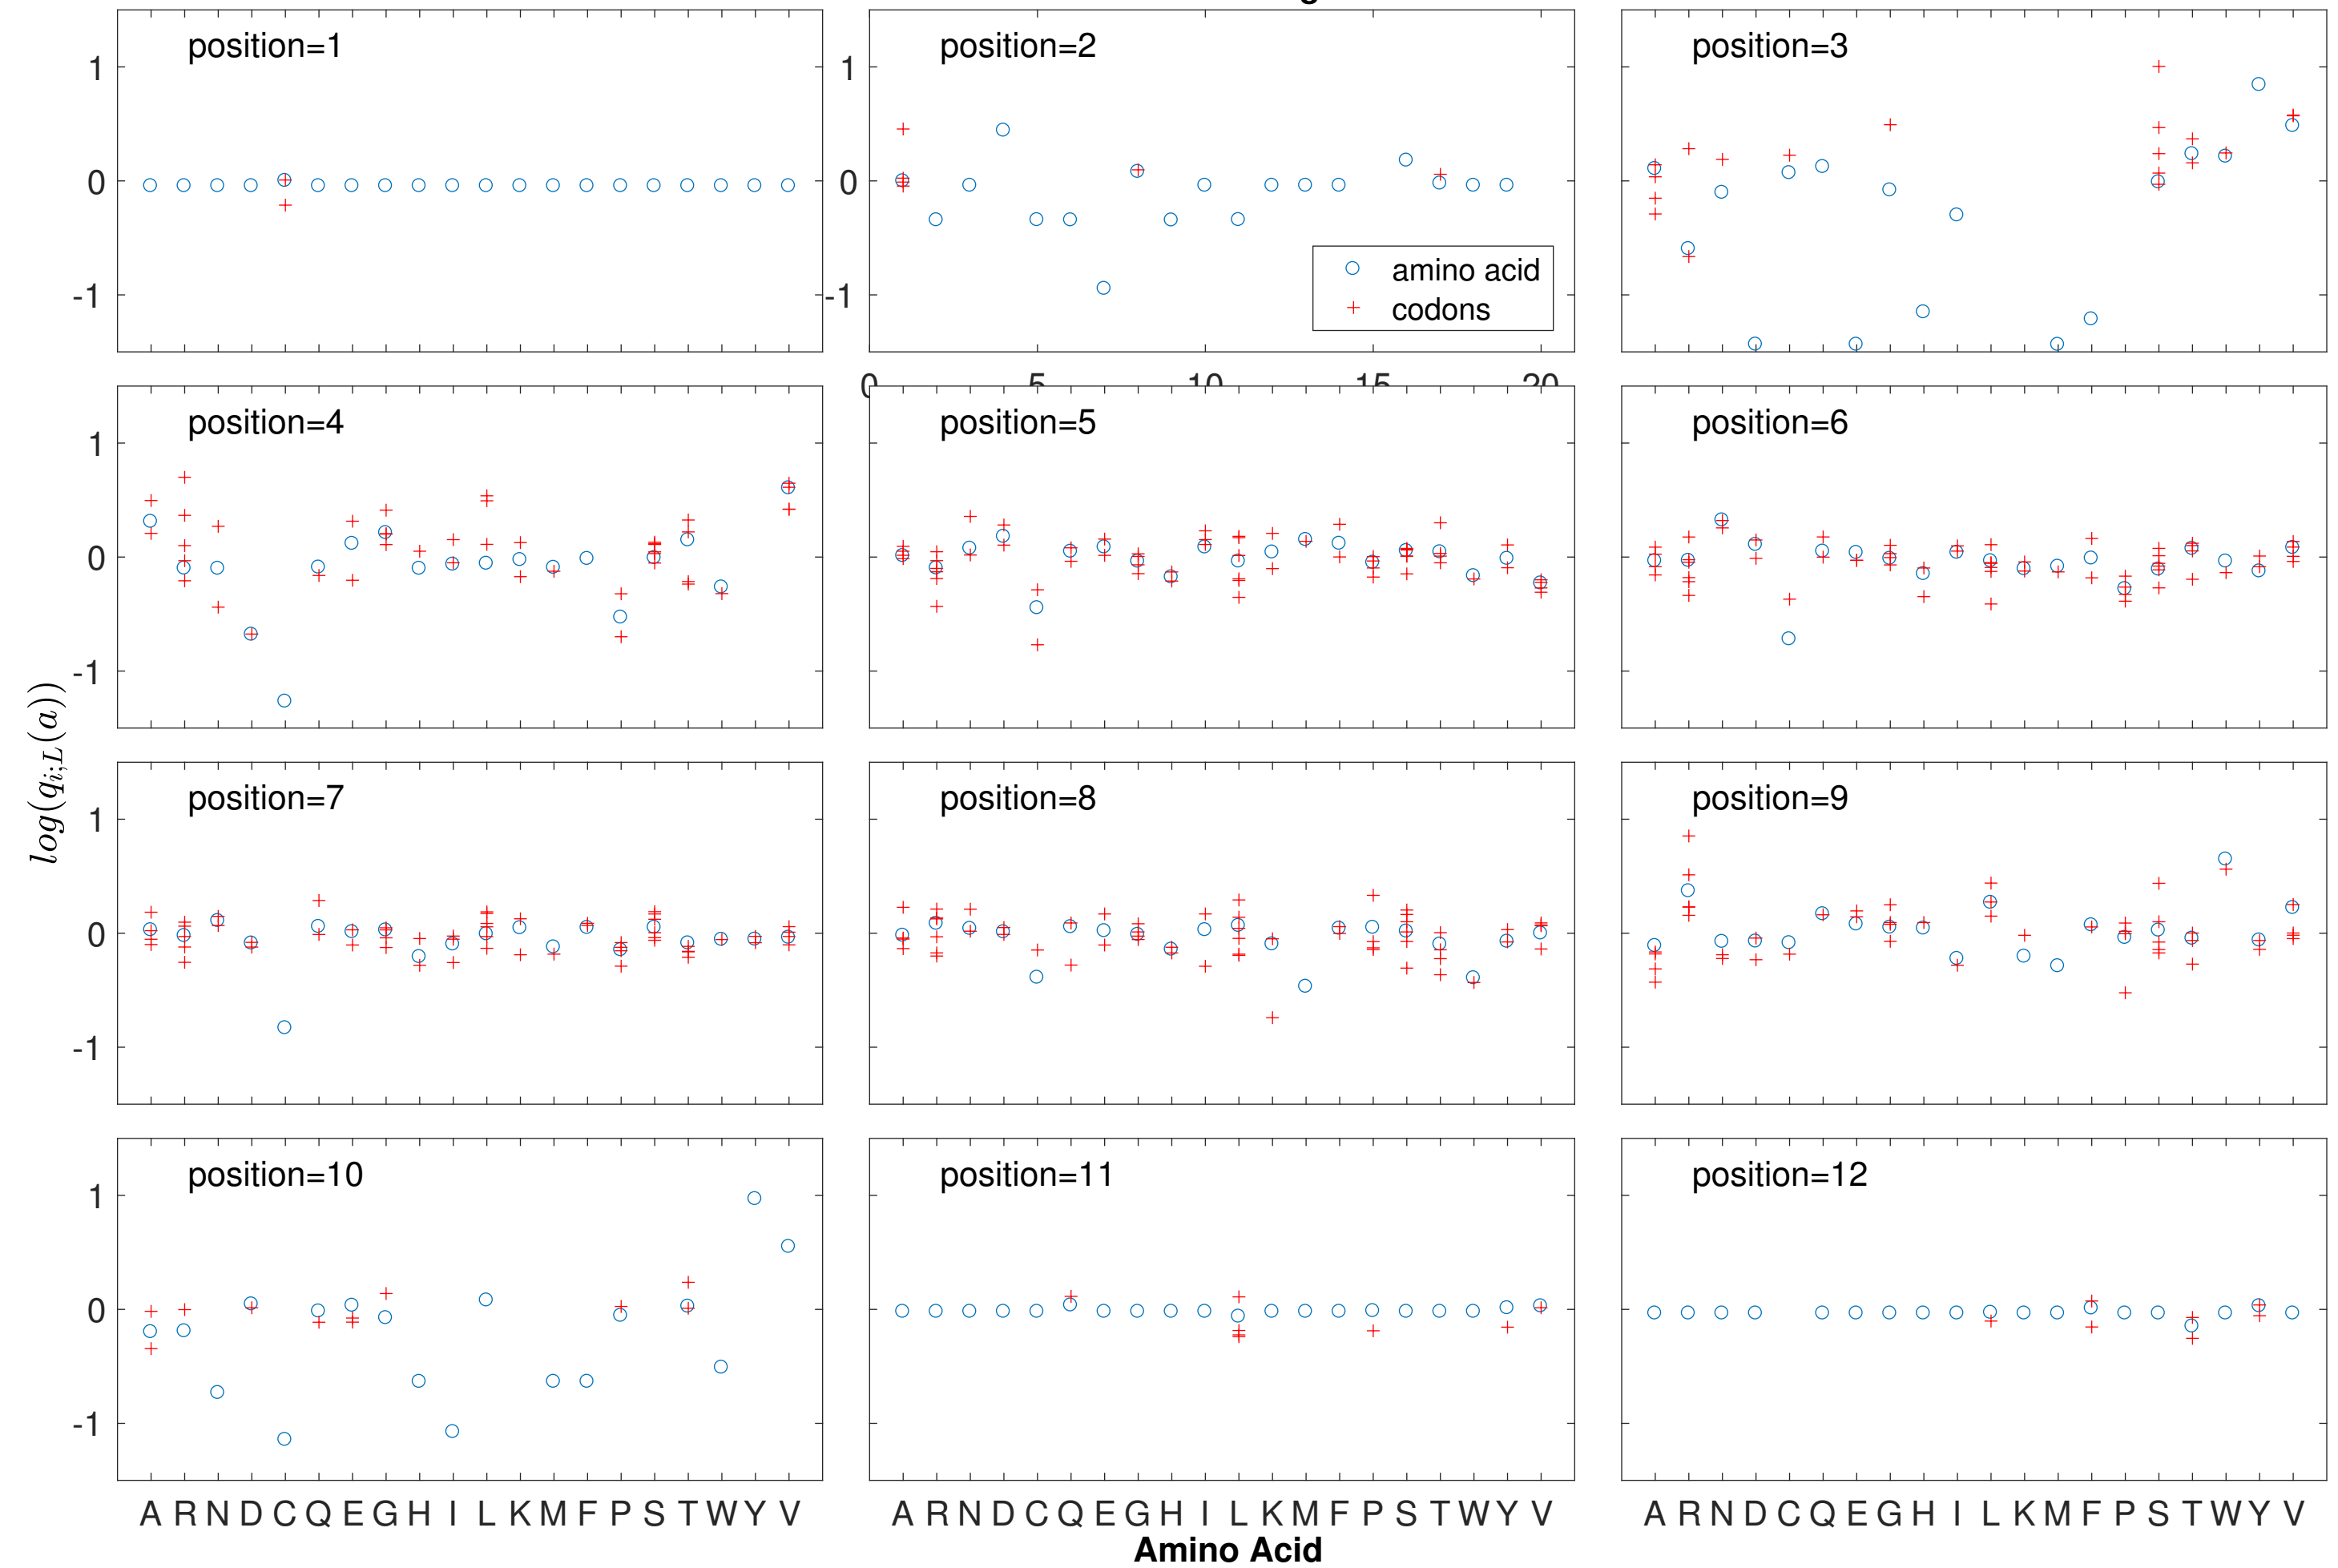 g
position=1
position=2
position=3
1
0
-1
1
0
-1
amino acid
codons
0 5 10 15 20
position=4
position=5
position=6
1
0
-1
log(q_{i;L}(a))
position=7
position=8
position=9
1
0
-1
position=10
position=11
position=12
1
0
-1
A R N D C Q E G H I L K M F P S T W Y V
A R N D C Q E G H I L K M F P S T W Y V
A R N D C Q E G H I L K M F P S T W Y V
Amino Acid